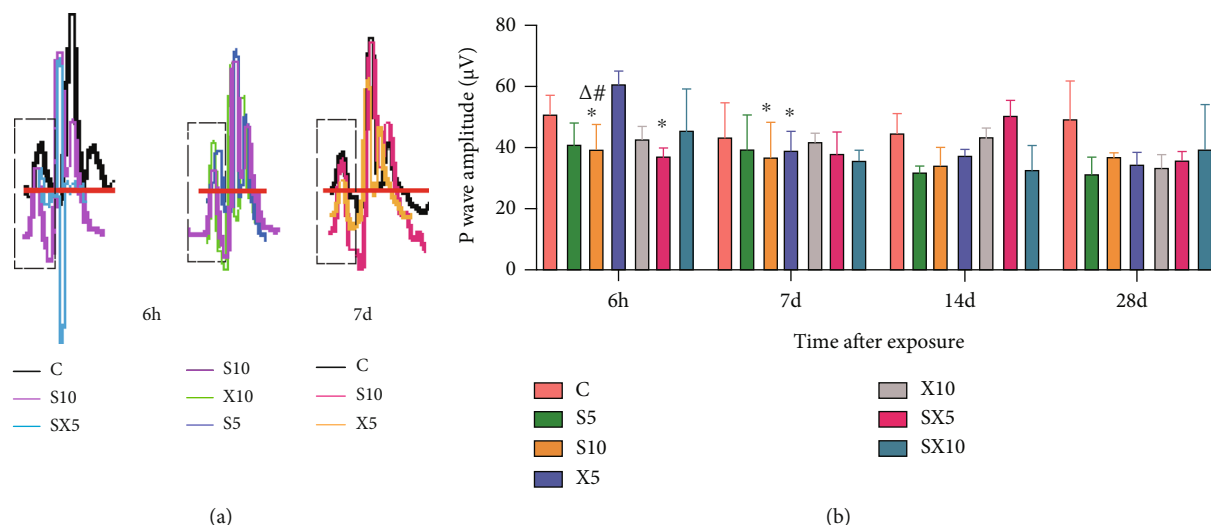 6h
7d
C
S10
SX5
S10
X10
S5
C
S10
X5
(a)
P wave amplitude (μV)
80
60
40
20
0
Δ#
*
*
*
*
6h
7d
14d
28d
Time after exposure
C
S5
S10
X5
X10
SX5
SX10
(b)